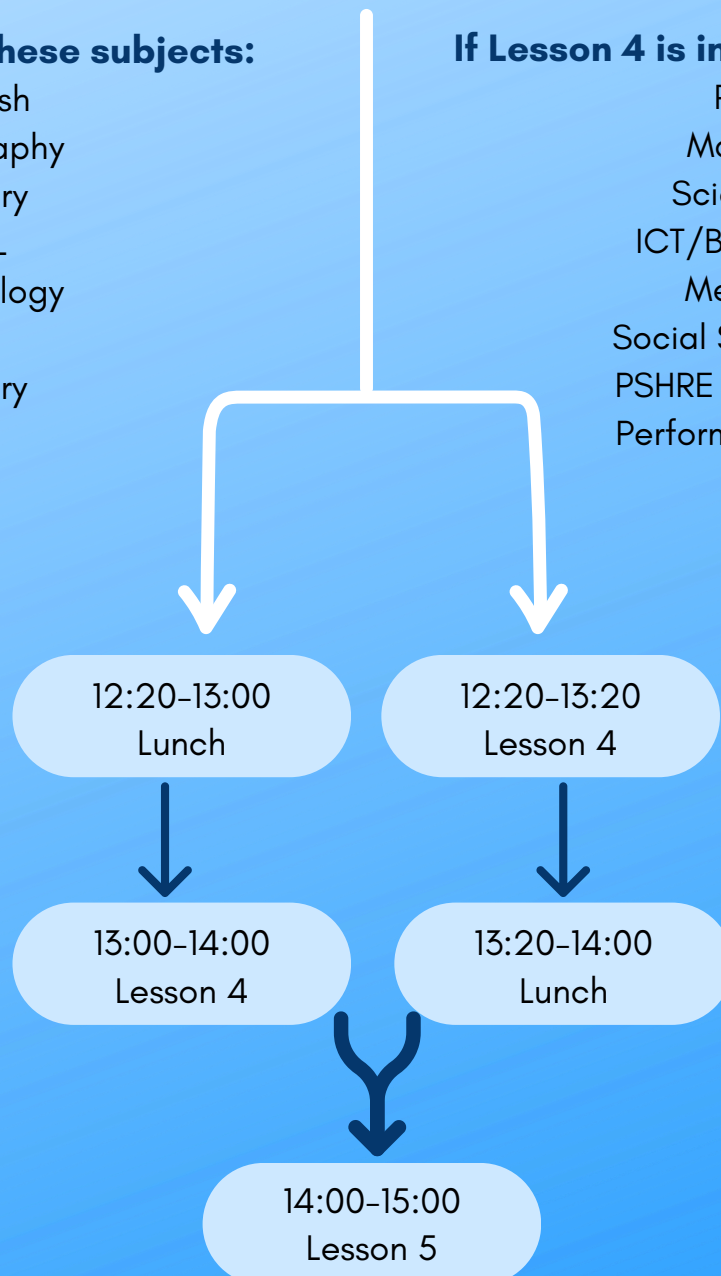 hese subjects:
sh
aphy
ry
logy
ry
If Lesson 4 is in
Sci
ICT/B
Me
Social S
PSHRE
Perform
12:20-13:00
Lunch
12:20-13:20
Lesson 4
13:00-14:00
Lesson 4
13:20-14:00
Lunch
14:00-15:00
Lesson 5